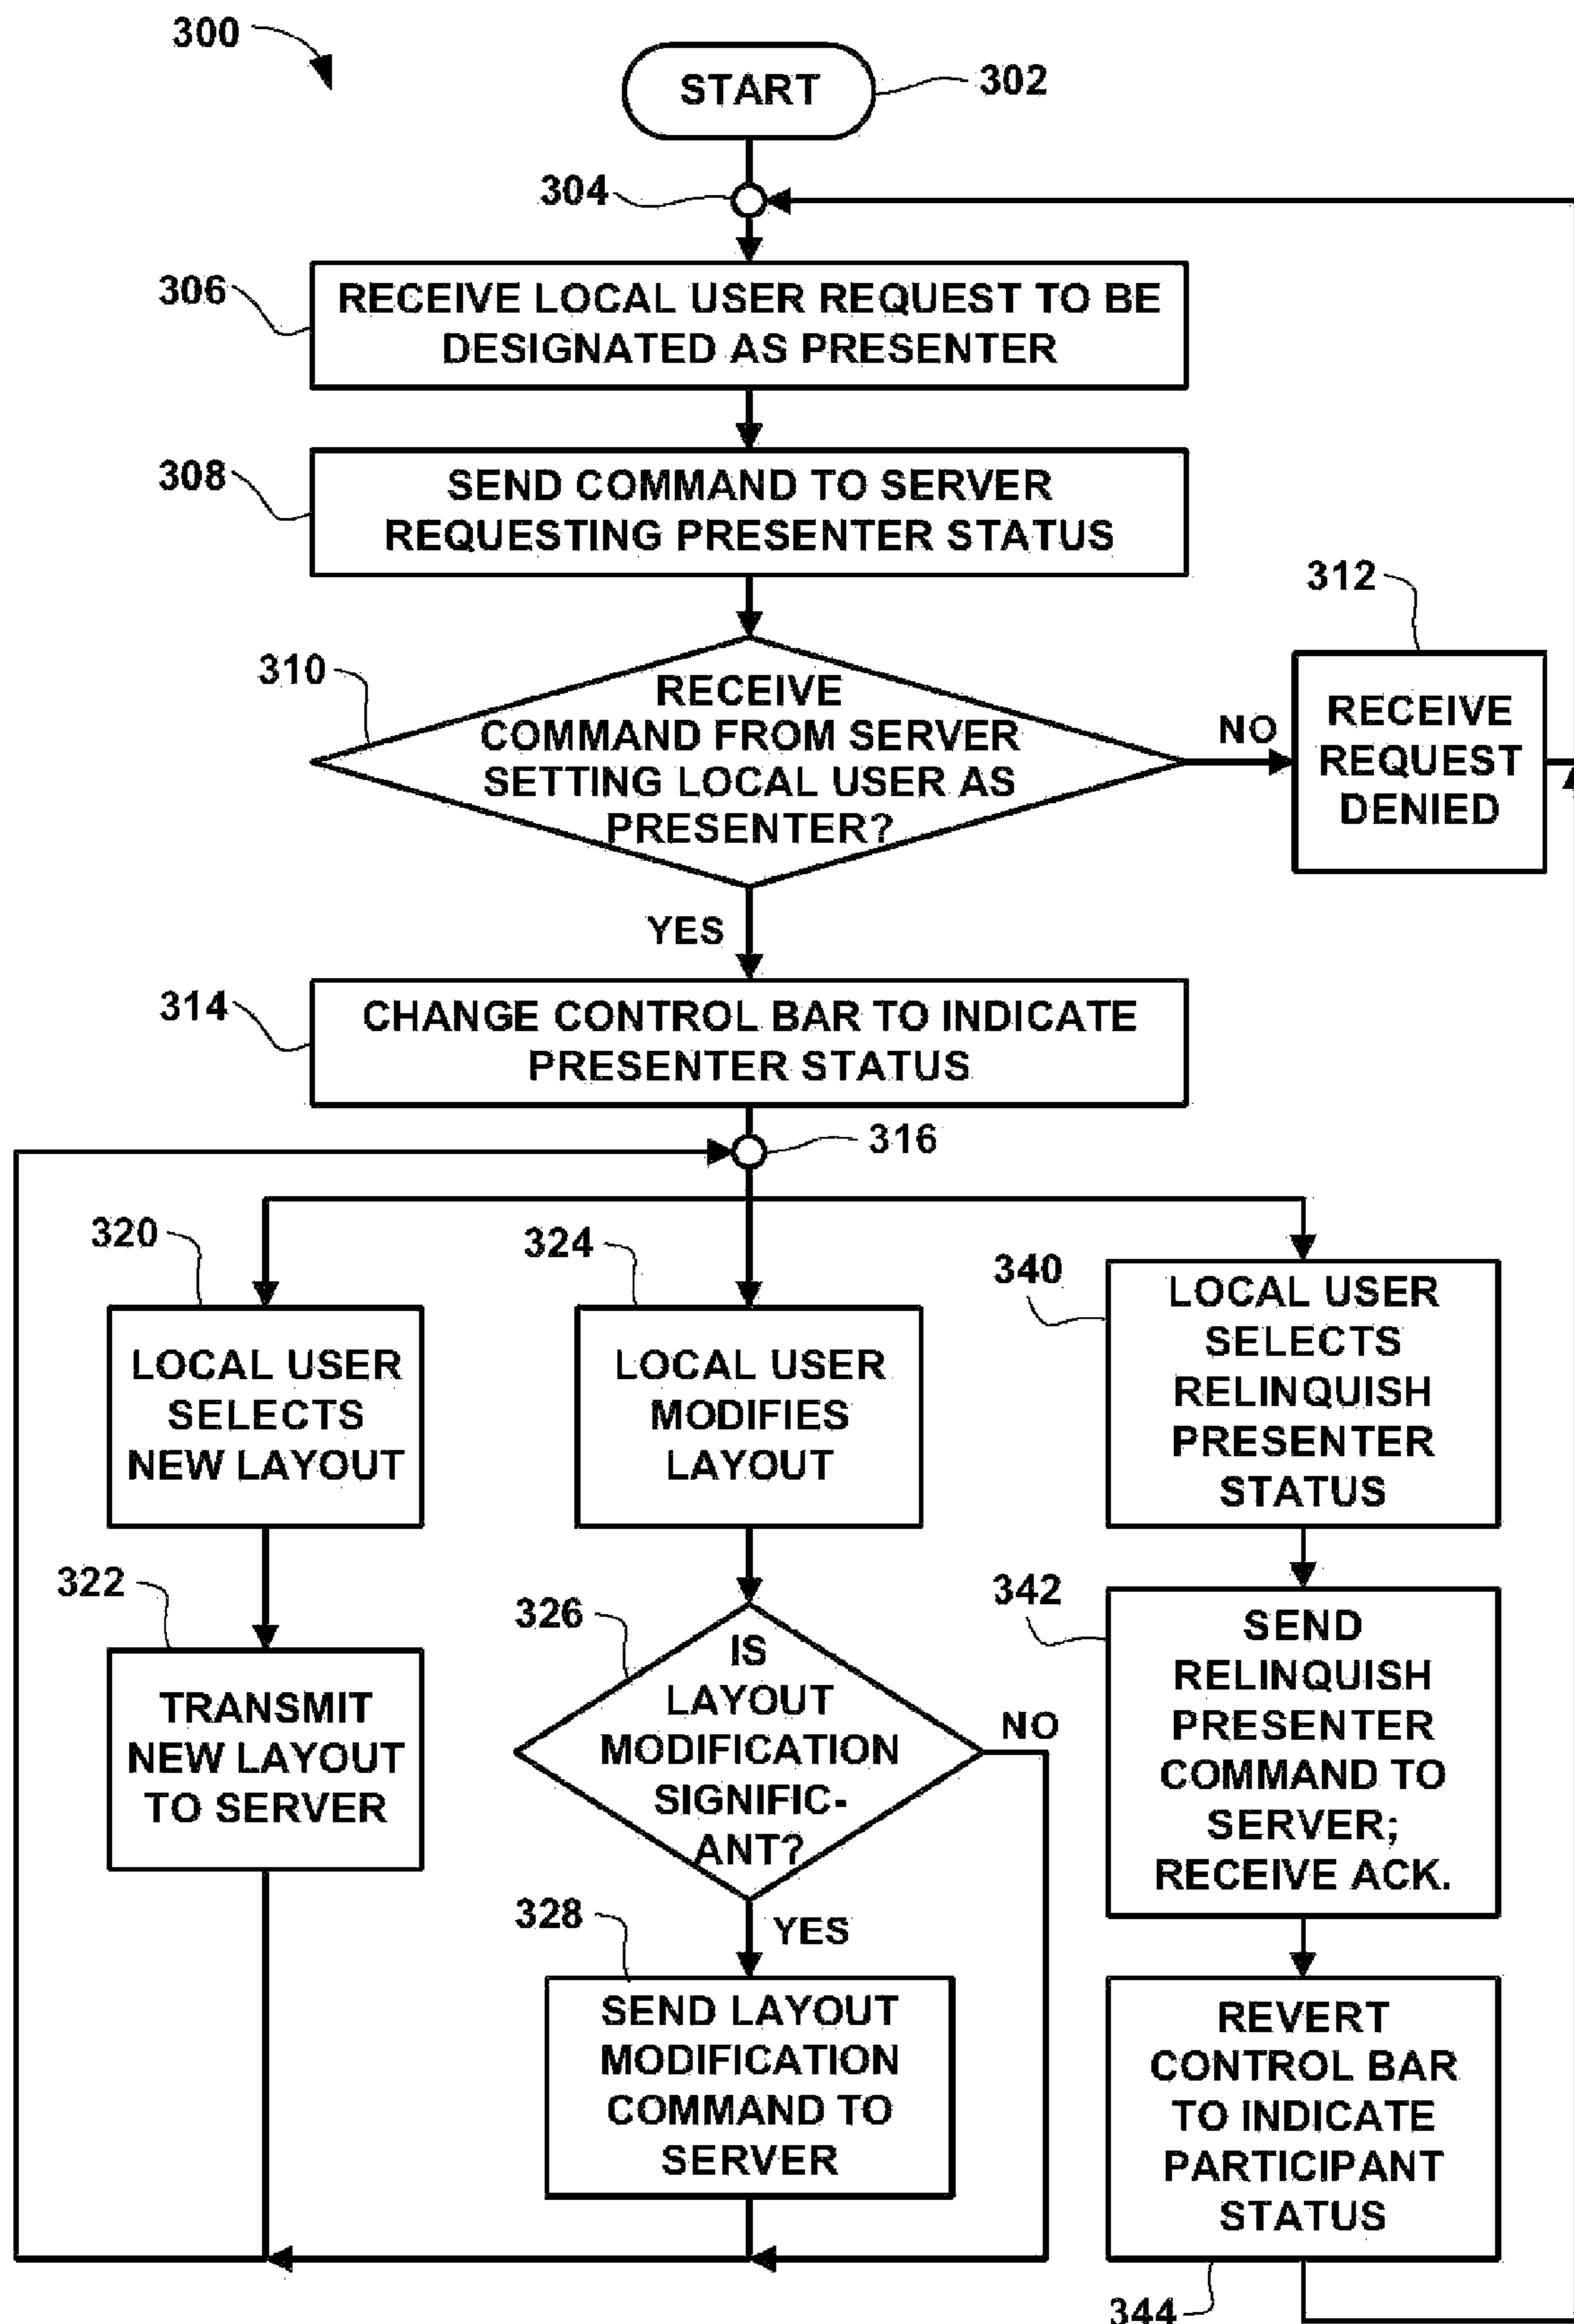 300
START
302
304
306
RECEIVE LOCAL USER REQUEST TO BE
DESIGNATED AS PRESENTER
308
SEND COMMAND TO SERVER
REQUESTING PRESENTER STATUS
312
310
RECEIVE
COMMAND FROM SERVER
SETTING LOCAL USER AS
PRESENTER?
NO
RECEIVE
REQUEST
DENIED
YES
314
CHANGE CONTROL BAR TO INDICATE
PRESENTER STATUS
316
320
LOCAL USER
SELECTS
NEW LAYOUT
322
TRANSMIT
NEW LAYOUT
TO SERVER
324
LOCAL USER
MODIFIES
LAYOUT
326
IS
LAYOUT
MODIFICATION
SIGNIFIC-
ANT?
NO
YES
328
SEND LAYOUT
MODIFICATION
COMMAND TO
SERVER
340
LOCAL USER
SELECTS
RELINQUISH
PRESENTER
STATUS
342
SEND
RELINQUISH
PRESENTER
COMMAND TO
SERVER;
RECEIVE ACK.
REVERT
CONTROL BAR
TO INDICATE
PARTICIPANT
STATUS
344